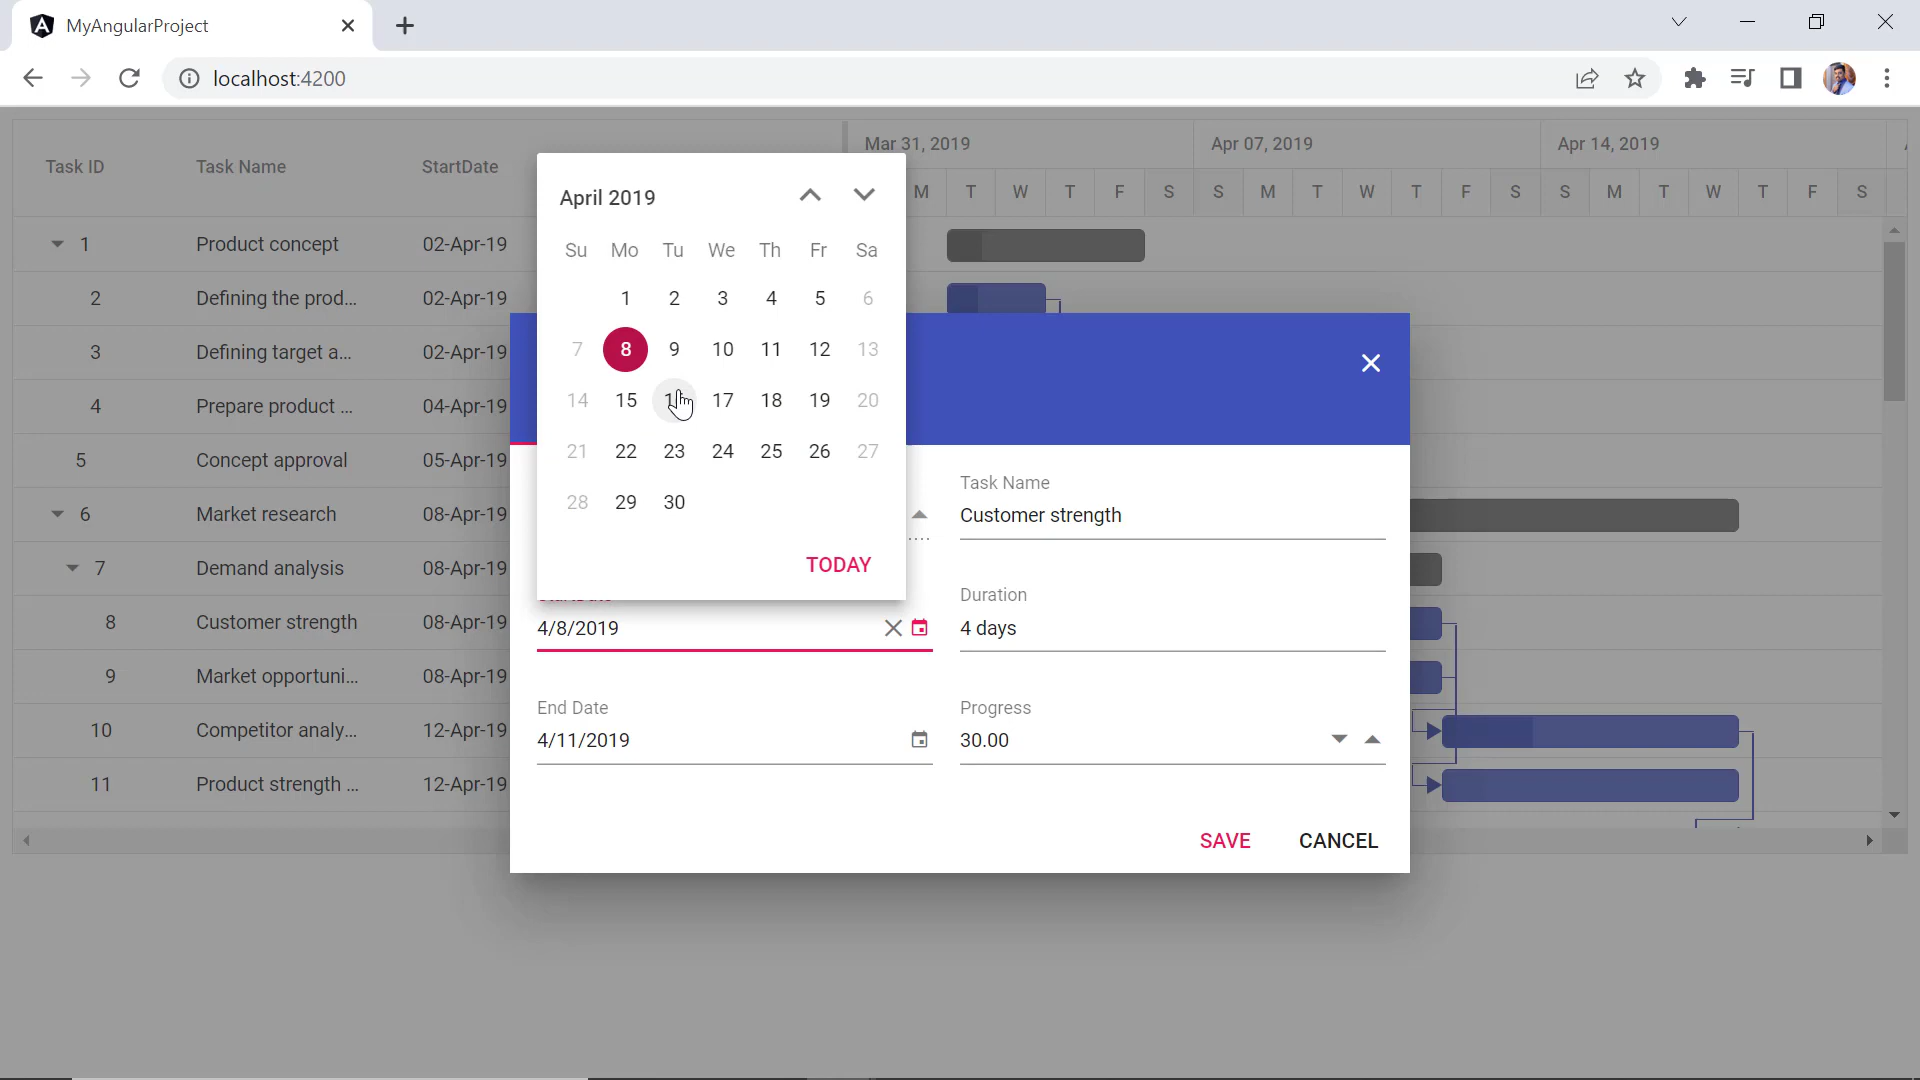 MyAngularProject
localhost:4200
Mar 31, 2019 Apr 07, 2019 Apr 14, 2019
Task ID Task Name StartDate
M T W T F S S M T W T F S S M T W T F S
1 Product concept 02-Apr-19
2 Defining the prod... 02-Apr-19
3 Defining target a... 02-Apr-19
4 Prepare product ... 04-Apr-19
5 Concept approval 05-Apr-19
6 Market research 08-Apr-19
7 Demand analysis 08-Apr-19
8 Customer strength 08-Apr-19
9 Market opportuni... 08-Apr-19
10 Competitor analy... 12-Apr-19
11 Product strength ... 12-Apr-19
April 2019
Su Mo Tu We Th Fr Sa
1 2 3 4 5 6
7 8 9 10 11 12 13
14 15 17 18 19 20
21 22 23 24 25 26 27
28 29 30
TODAY
Task Name
Customer strength
4/8/2019
Duration
4 days
End Date
4/11/2019
Progress
30.00
SAVE CANCEL